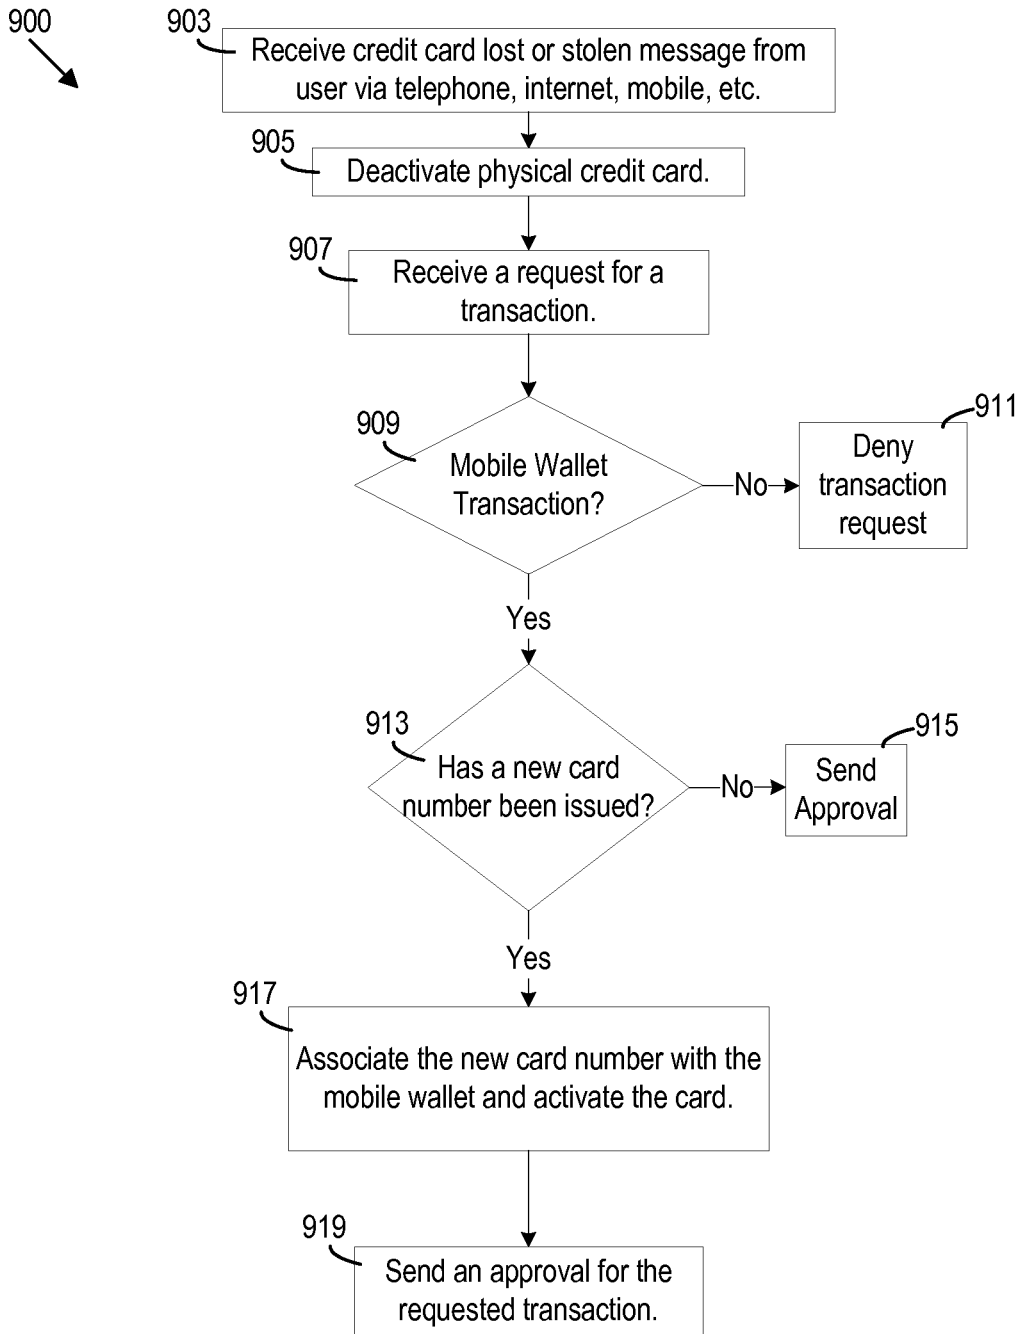 900
903
Receive credit card lost or stolen message from
user via telephone, internet, mobile, etc.
905
Deactivate physical credit card.
907
Receive a request for a
transaction.
909
Mobile Wallet
Transaction?
No
911
Deny
transaction
request
Yes
913
Has a new card
number been issued?
No
915
Send
Approval
Yes
917
Associate the new card number with the
mobile wallet and activate the card.
919
Send an approval for the
requested transaction.